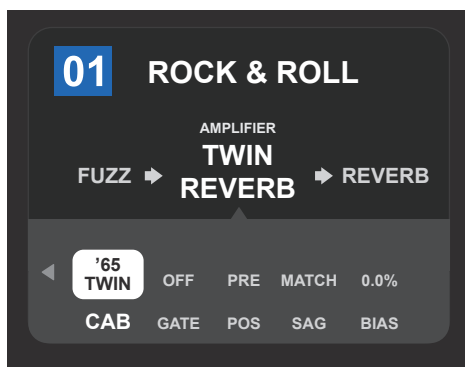 01 ROCK & ROLL
AMPLIFIER
TWIN
FUZZ REVERB REVERB
’65
TWIN OFF PRE MATCH 0.0%
CAB GATE POS SAG BIAS